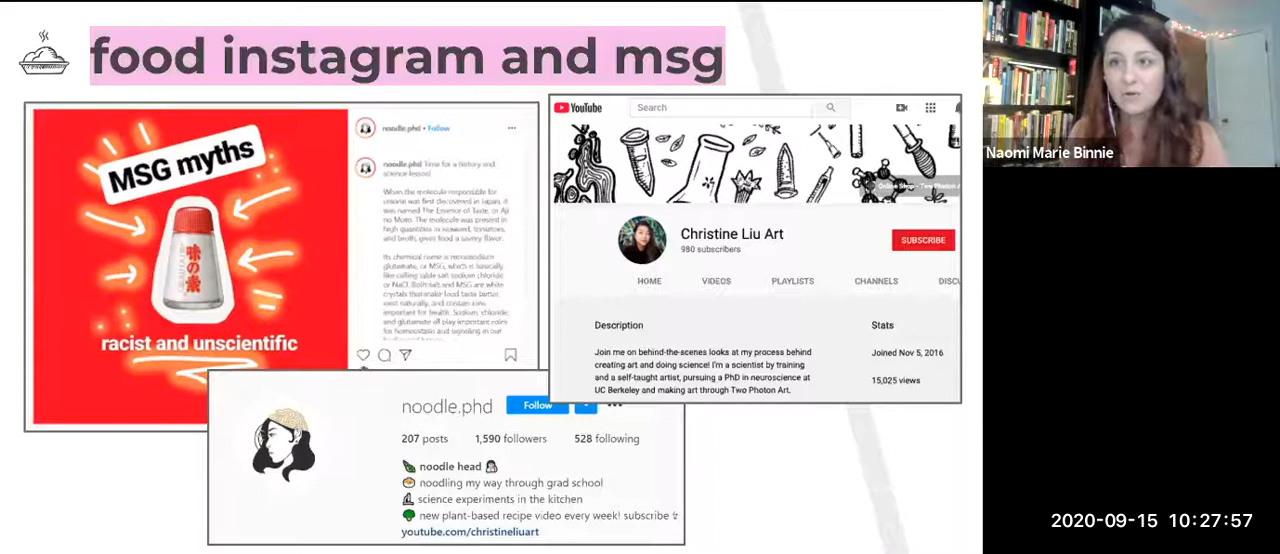 food instagram and msg
MSG myths
味の素
racist and unscientific
noodle.phd • Follow
noodle.phd Time for a history and
science lesson!
When the molecule responsible for
umami was first discovered in Japan, it
was named The Essence of Taste, or Aji
no Moto. The molecule was present in
high quantities in seaweed, tomatoes,
and broth, gives food a savory flavor.
Its chemical name is monosodium
glutamate, or MSG, which is basically
like calling table salt sodium chloride
or NaCl. Both salt and MSG are white
crystals that make food taste better,
exist naturally, and contain ions
important for health. Sodium, chloride
and glutamate all play important roles
for homeostasis and signaling in our
noodle.phd
Follow
207 posts 1,590 followers 528 following
noodle head
noodling my way through grad school
science experiments in the kitchen
new plant-based recipe video every week! subscribe
youtube.com/christineliuart
YouTube
Search
Online Shop - Two Photon A
Christine Liu Art
980 subscribers
SUBSCRIBE
HOME VIDEOS PLAYLISTS CHANNELS DISCU
Description
Join me on behind-the-scenes looks at my process behind
creating art and doing science! I'm a scientist by training
and a self-taught artist, pursuing a PhD in neuroscience at
UC Berkeley and making art through Two Photon Art.
Stats
Joined Nov 5, 2016
15,025 views
Naomi Marie Binnie
2020-09-15 10:27:57